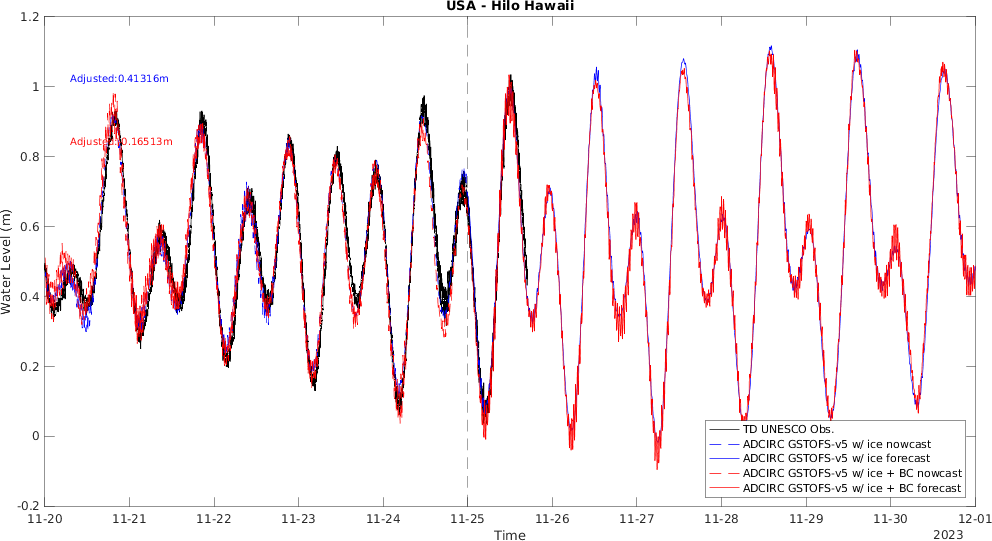 USA - Hilo Hawaii
1.2
1
0.8
0.6
0.4
0.2
0
-0.2
Water Level (m)
Adjusted:0.41316m
Adjusted:0.16513m
TD UNESCO Obs.
ADCIRC GSTOFS-v5 w/ ice nowcast
ADCIRC GSTOFS-v5 w/ ice forecast
ADCIRC GSTOFS-v5 w/ ice + BC nowcast
ADCIRC GSTOFS-v5 w/ ice + BC forecast
11-20 11-21 11-22 11-23 11-24 11-25 11-26 11-27 11-28 11-29 11-30 12-01
Time
2023